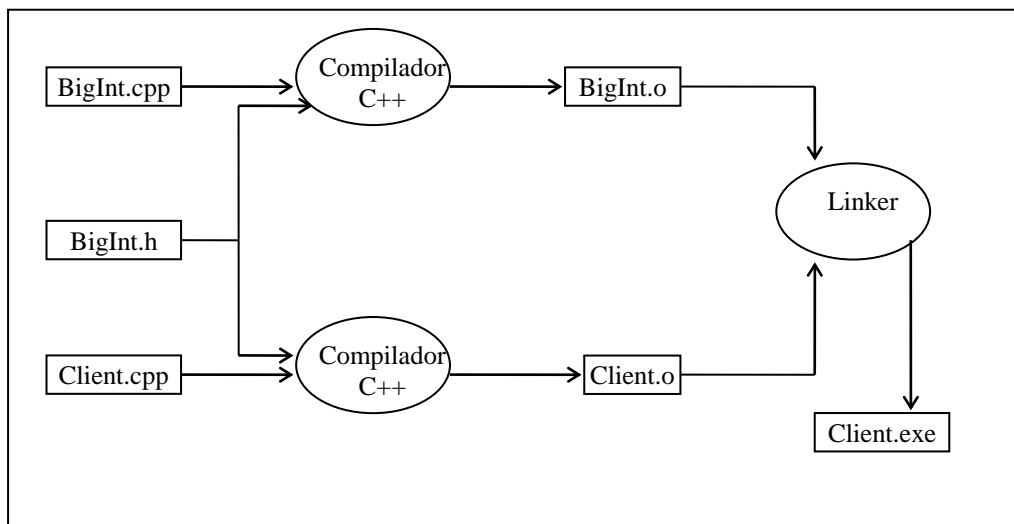 BigInt.cpp
Compilador
C++
BigInt.o
Linker
BigInt.h
Client.cpp
Compilador
C++
Client.o
Client.exe